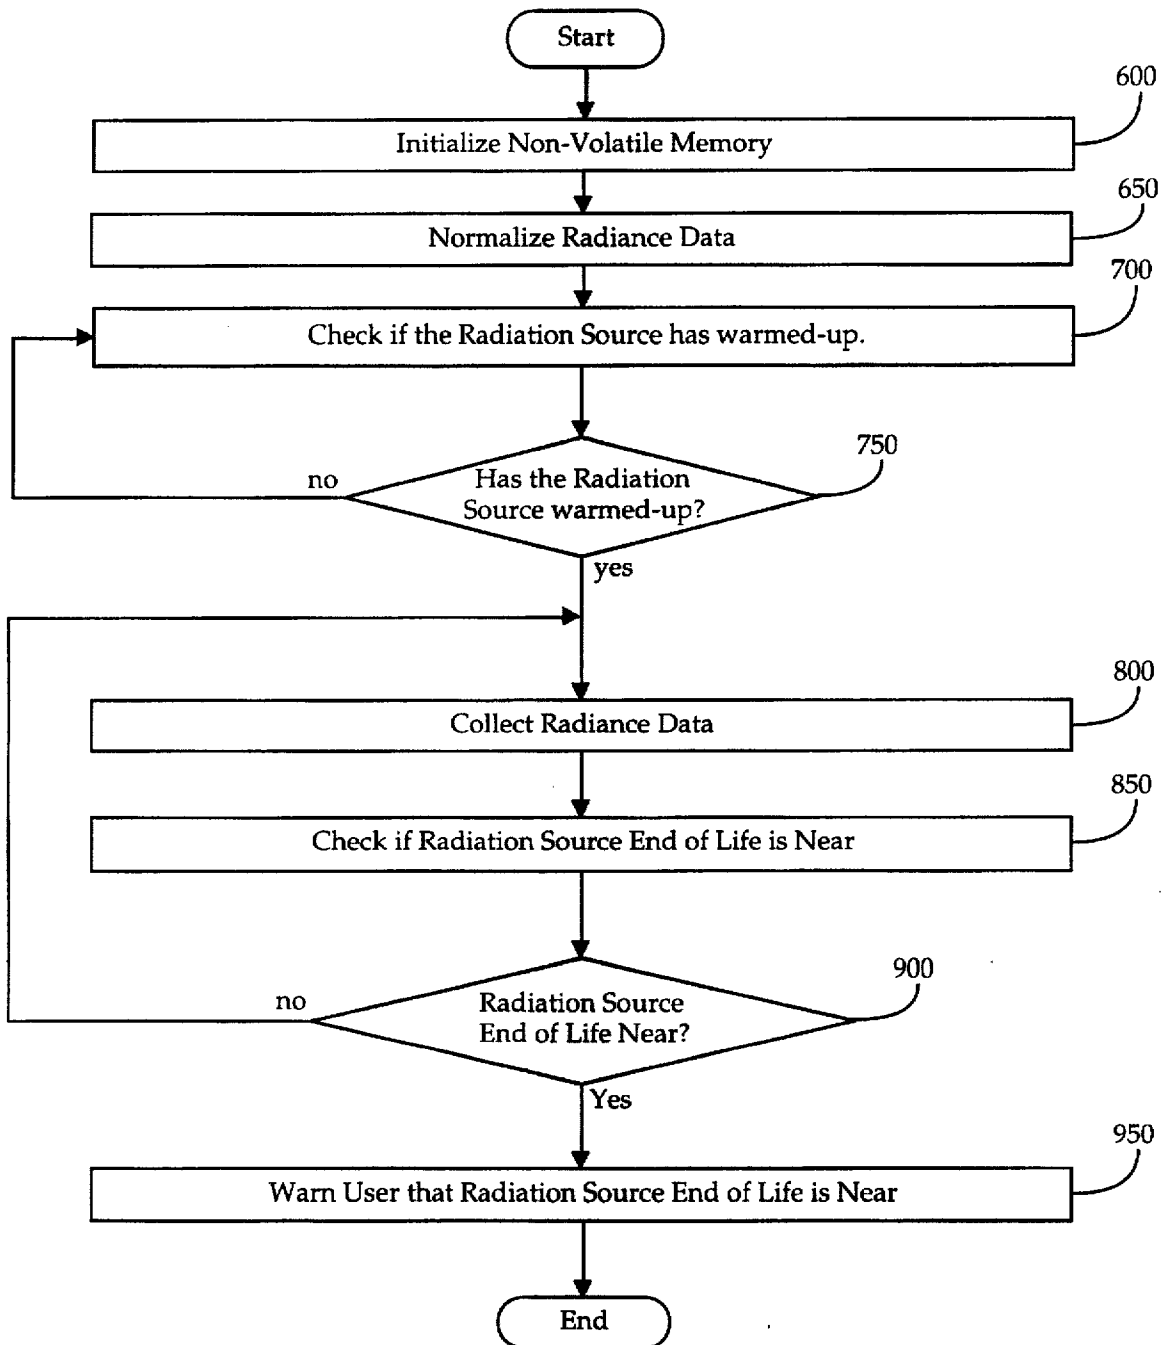 Start
600
Initialize Non-Volatile Memory
650
Normalize Radiance Data
700
Check if the Radiation Source has warmed-up.
750
Has the Radiation
Source warmed-up?
no
yes
800
Collect Radiance Data
850
Check if Radiation Source End of Life is Near
900
Radiation Source
End of Life Near?
no
Yes
950
Warn User that Radiation Source End of Life is Near
End